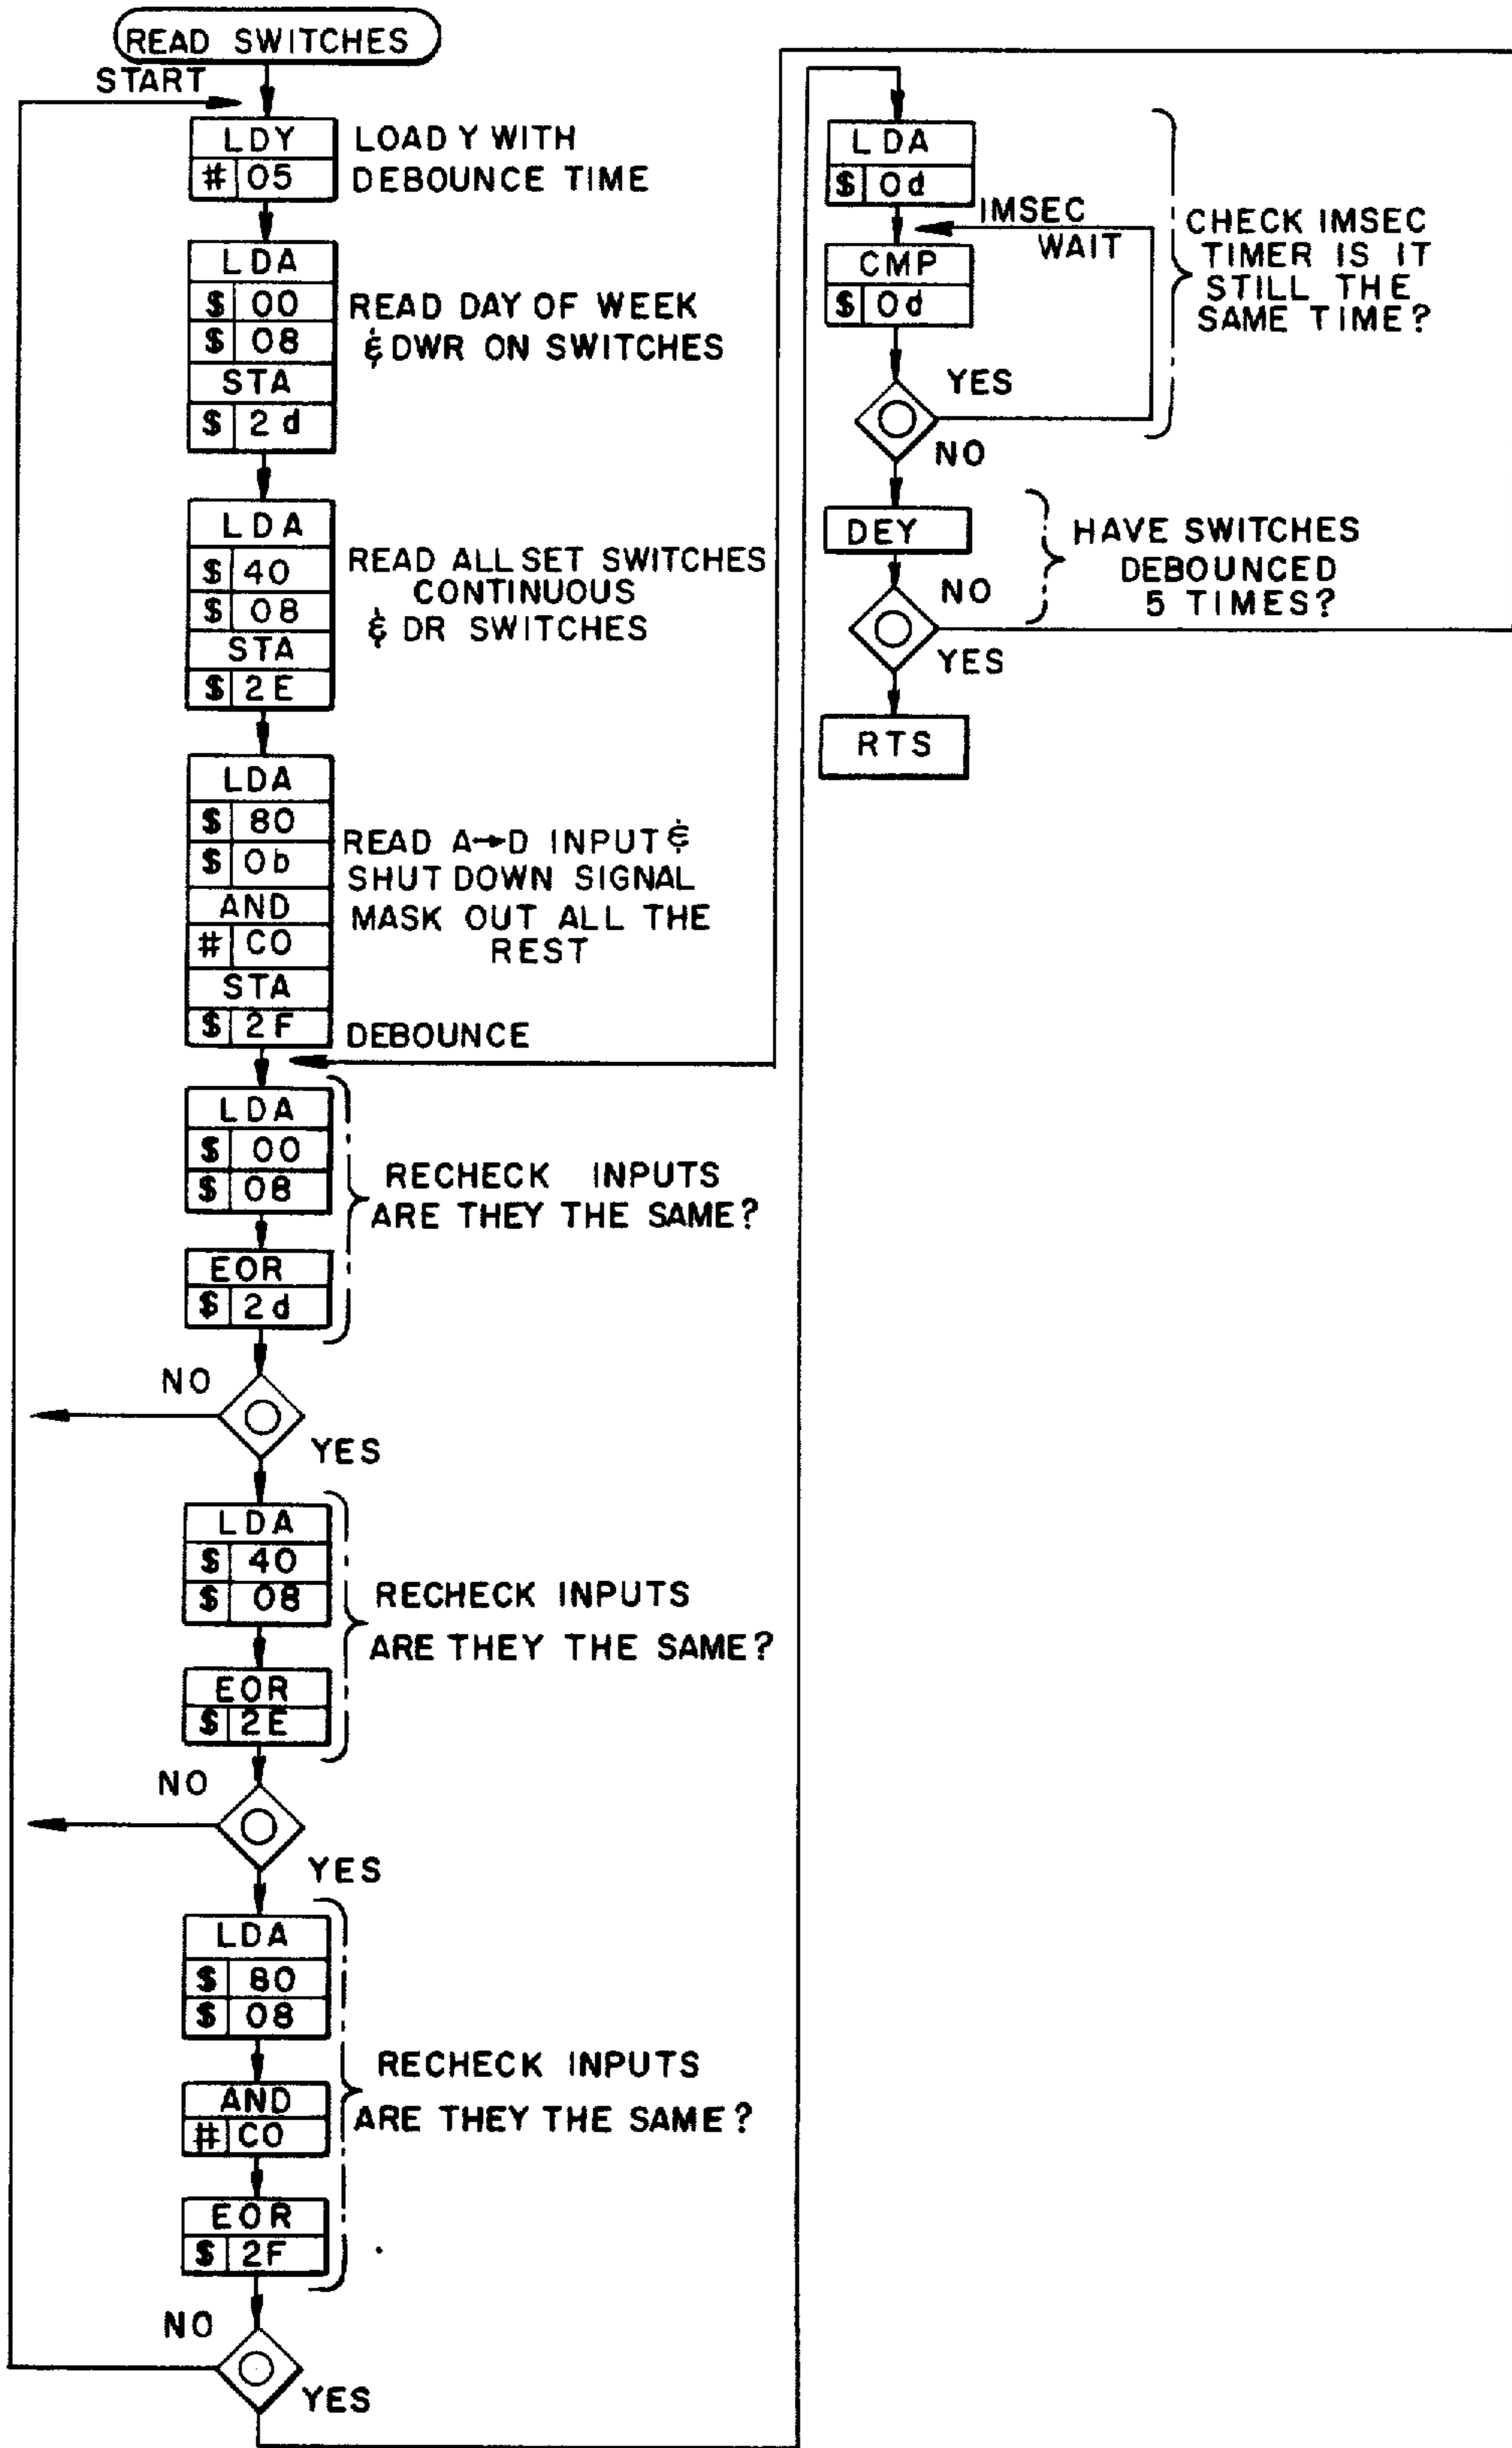 READ SWITCHES
START
LDY
# 05
LOAD Y WITH
DEBOUNCE TIME
LDA
$ 00
$ 08
STA
$ 2d
READ DAY OF WEEK
& DWR ON SWITCHES
LDA
$ 40
$ 08
STA
$ 2E
READ ALL SET SWITCHES
CONTINUOUS
& DR SWITCHES
LDA
$ 80
$ 0b
AND
# C0
STA
$ 2F
READ A→D INPUT &
SHUT DOWN SIGNAL
MASK OUT ALL THE
REST
DEBOUNCE
LDA
$ 00
$ 08
EOR
$ 2d
RECHECK INPUTS
ARE THEY THE SAME?
NO
YES
LDA
$ 40
$ 08
EOR
$ 2E
RECHECK INPUTS
ARE THEY THE SAME?
NO
YES
LDA
$ 80
$ 08
AND
# C0
EOR
$ 2F
RECHECK INPUTS
ARE THEY THE SAME?
NO
YES
LDA
$ 0d
1MSEC
WAIT
CMP
$ 0d
CHECK 1MSEC
TIMER IS IT
STILL THE
SAME TIME?
YES
NO
DEY
HAVE SWITCHES
DEBOUNCED
5 TIMES?
NO
YES
RTS